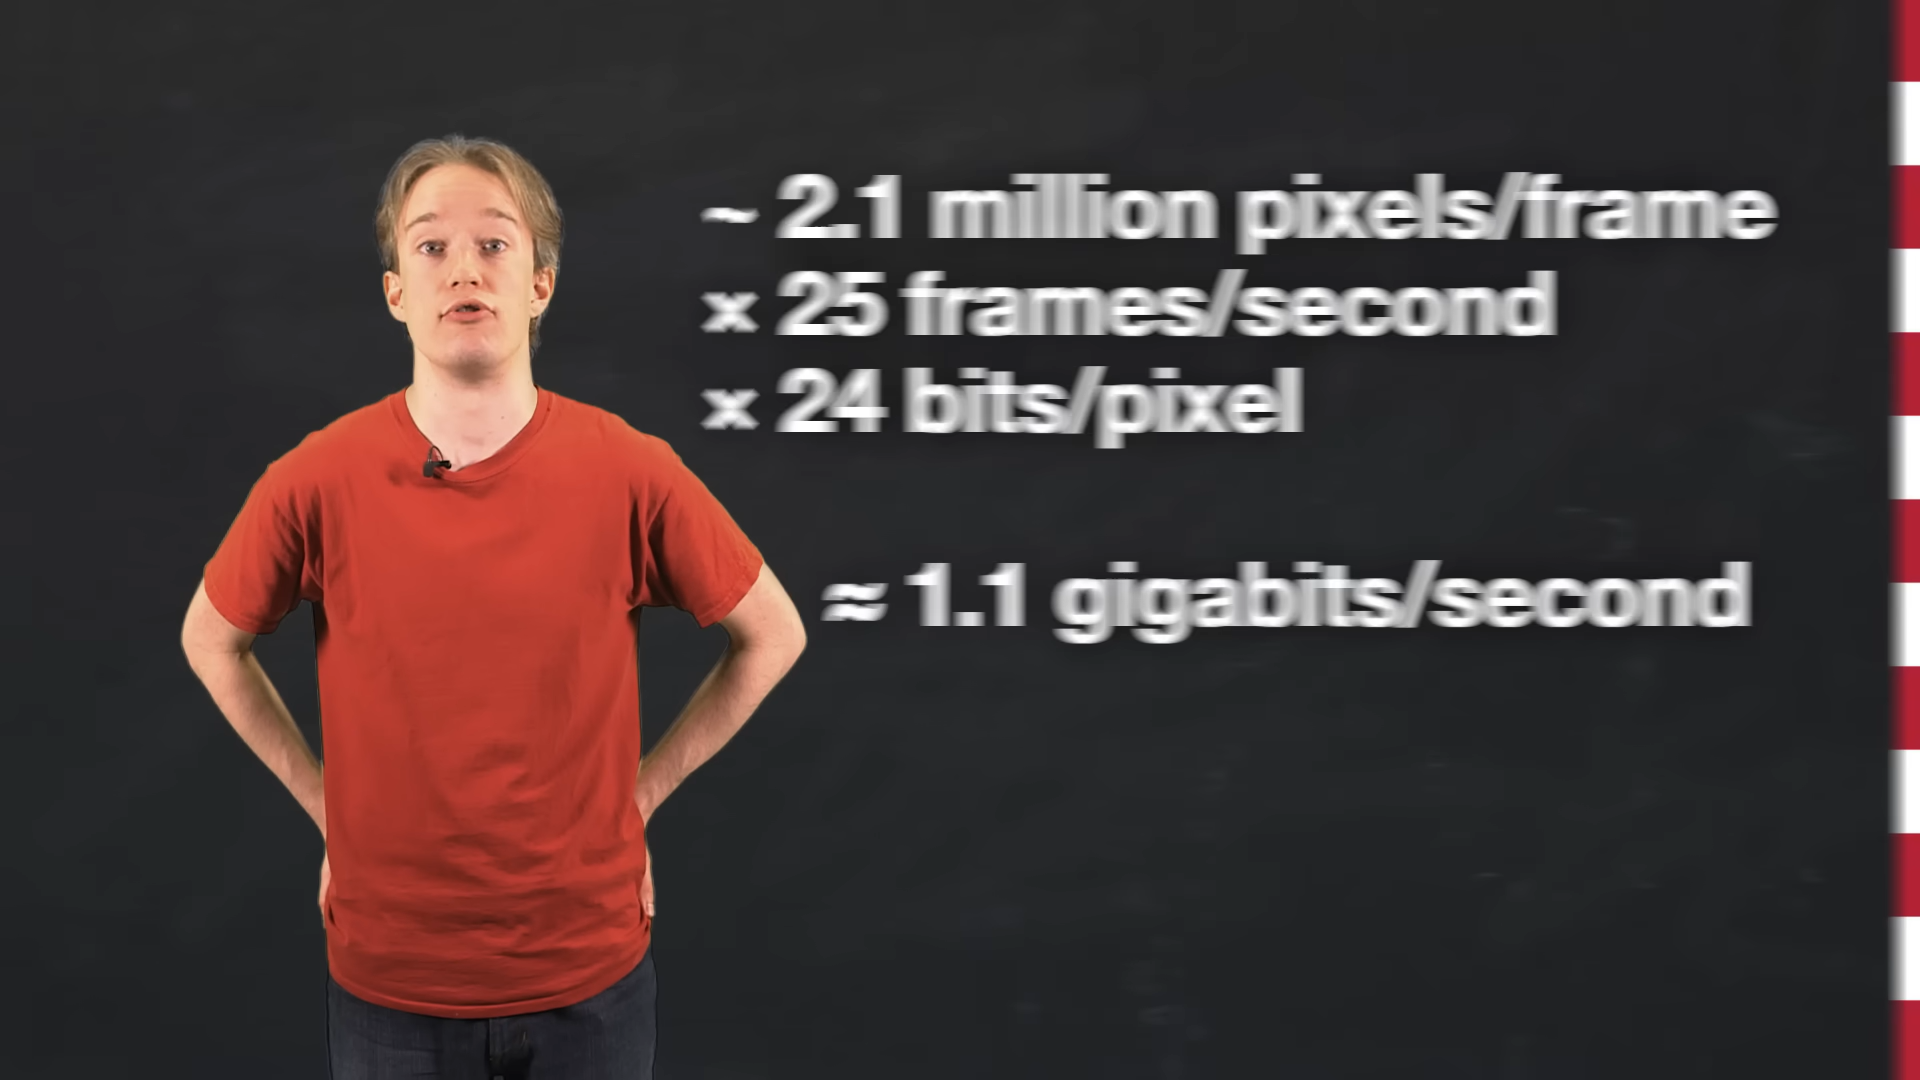 ~ 2.1 million pixels/frame
x 25 frames/second
x 24 bits/pixel
≈ 1.1 gigabits/second